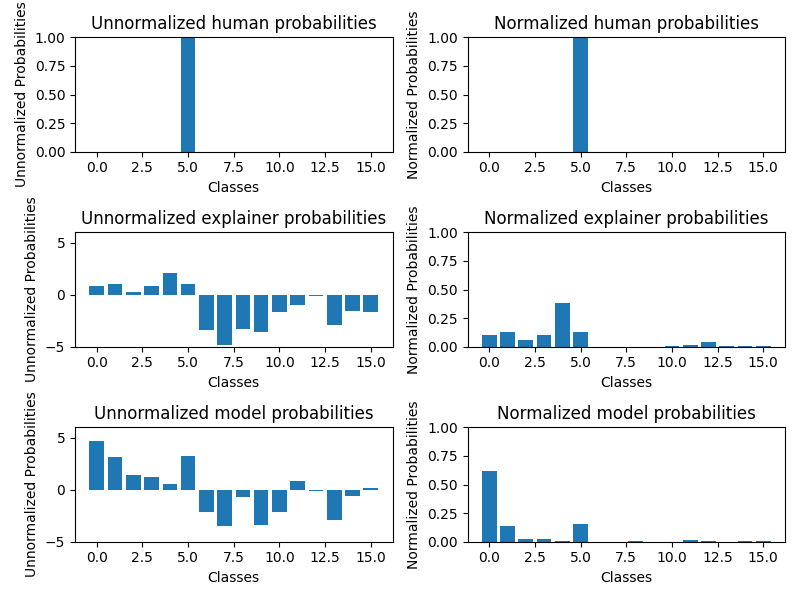 Unnormalized human probabilities
Unnormalized Probabilities
1.00
0.75
0.50
0.25
0.00
0.0 2.5 5.0 7.5 10.0 12.5 15.0
Classes
Normalized human probabilities
Normalized Probabilities
1.00
0.75
0.50
0.25
0.00
0.0 2.5 5.0 7.5 10.0 12.5 15.0
Classes
Unnormalized explainer probabilities
Unnormalized Probabilities
5
0
−5
0.0 2.5 5.0 7.5 10.0 12.5 15.0
Classes
Normalized explainer probabilities
Normalized Probabilities
1.00
0.75
0.50
0.25
0.00
0.0 2.5 5.0 7.5 10.0 12.5 15.0
Classes
Unnormalized model probabilities
Unnormalized Probabilities
5
0
−5
0.0 2.5 5.0 7.5 10.0 12.5 15.0
Classes
Normalized model probabilities
Normalized Probabilities
1.00
0.75
0.50
0.25
0.00
0.0 2.5 5.0 7.5 10.0 12.5 15.0
Classes